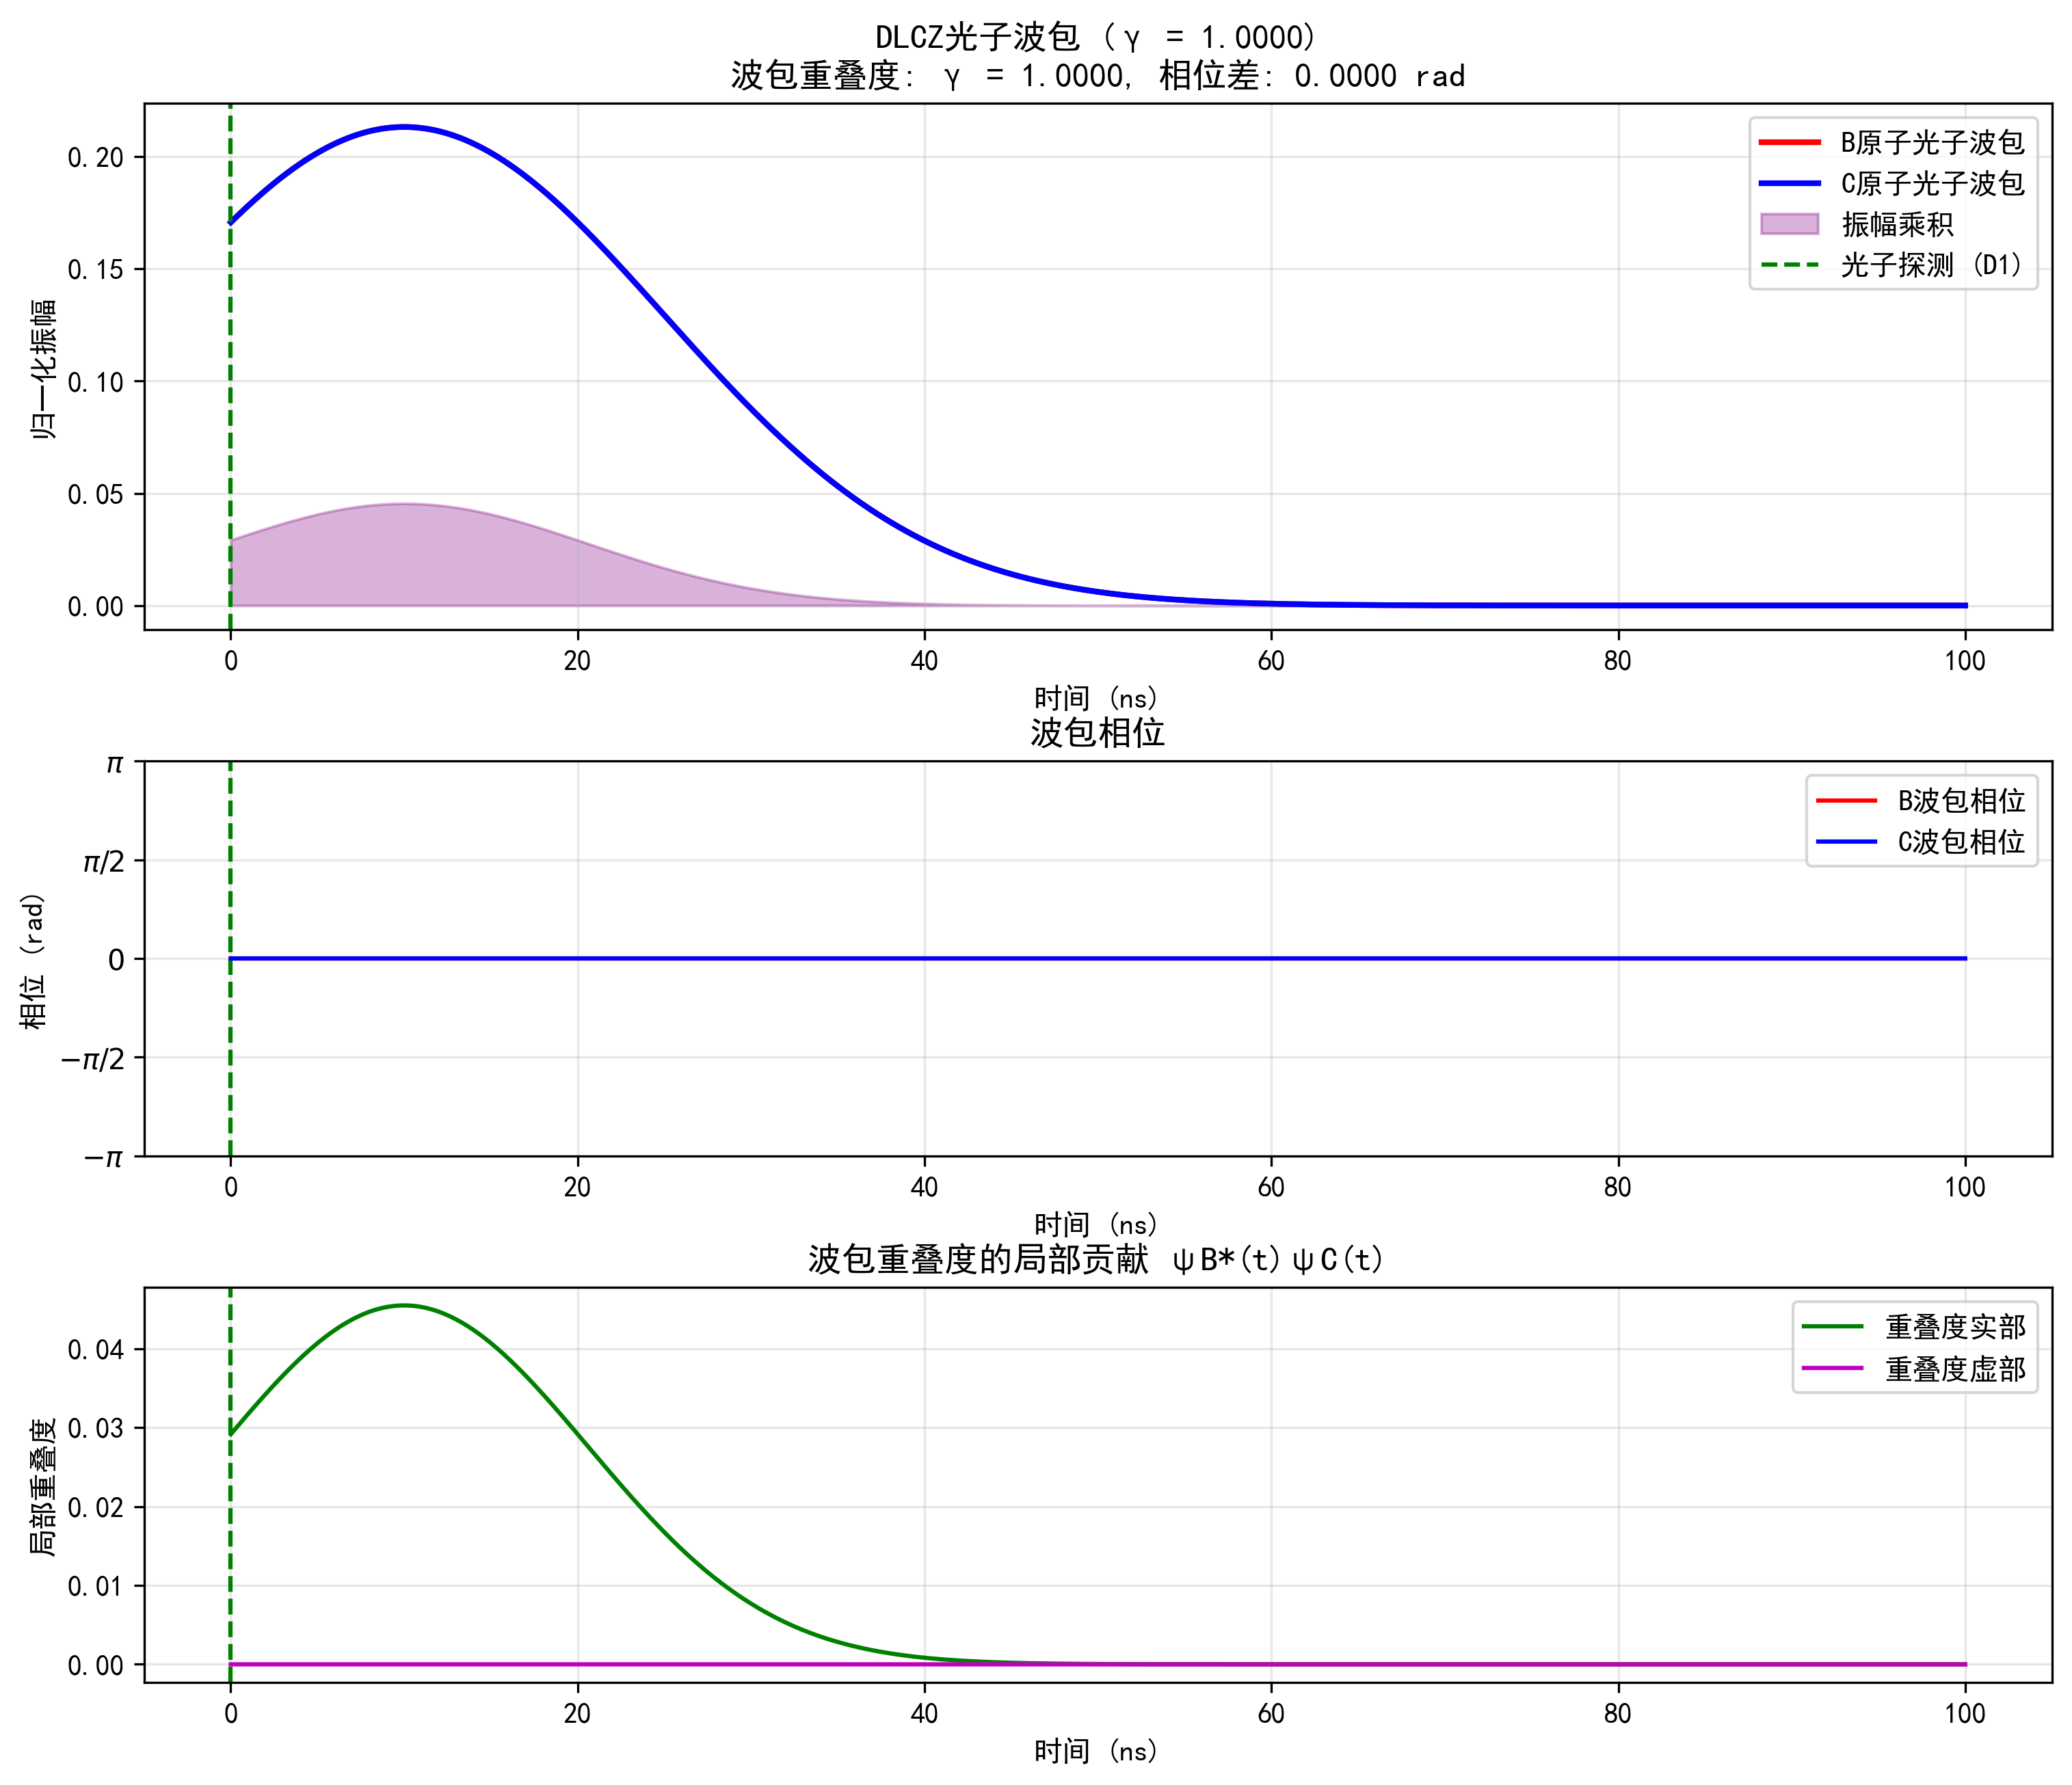 DLCZ光子波包 (γ = 1.0000)
波包重叠度: γ = 1.0000, 相位差: 0.0000 rad
归一化振幅
0.20
0.15
0.10
0.05
0.00
B原子光子波包
C原子光子波包
振幅乘积
光子探测 (D1)
0 20 40 60 80 100
时间 (ns)
波包相位
相位 (rad)
π
π/2
0
−π/2
−π
B波包相位
C波包相位
0 20 40 60 80 100
时间 (ns)
波包重叠度的局部贡献 ψB*(t)ψC(t)
局部重叠度
0.04
0.03
0.02
0.01
0.00
重叠度实部
重叠度虚部
0 20 40 60 80 100
时间 (ns)